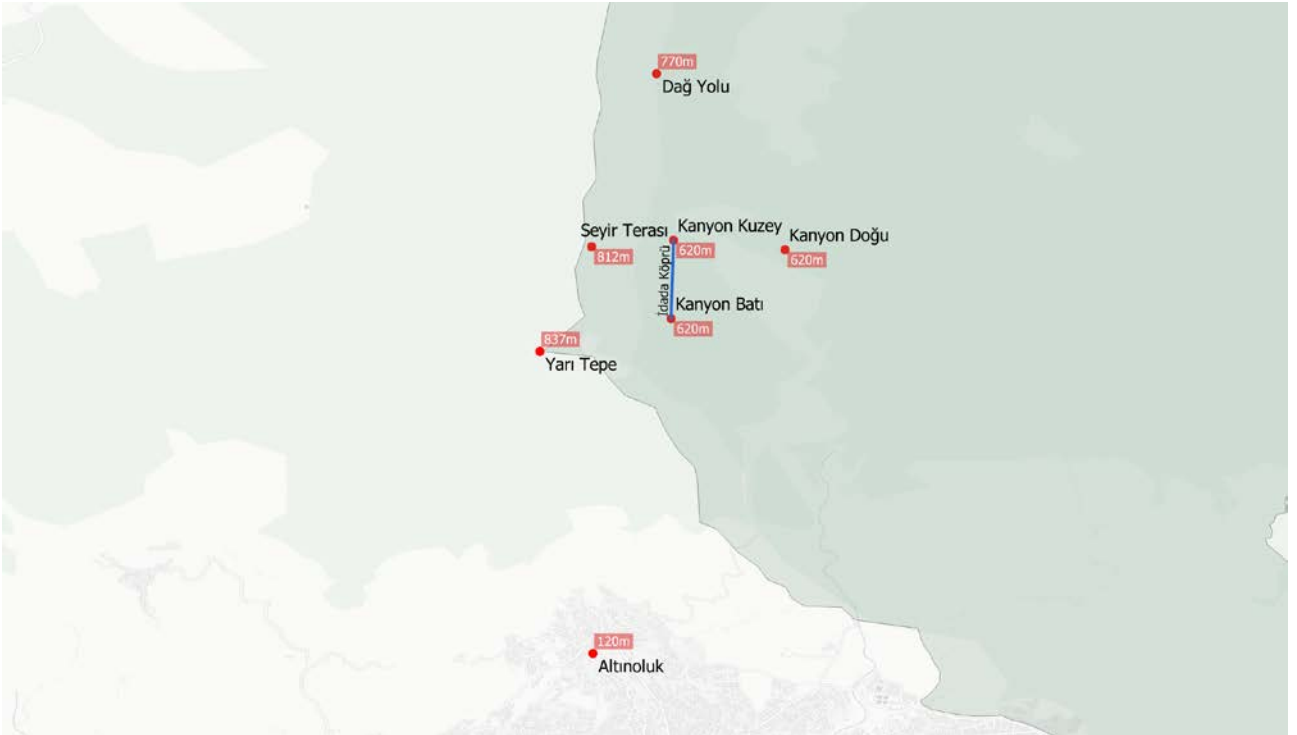 770m
Dağ Yolu
Seyir Terası
812m
Kanyon Kuzey
620m
Kanyon Doğu
620m
İdada Köprü
Kanyon Batı
620m
837m
Yarı Tepe
120m
Altınoluk